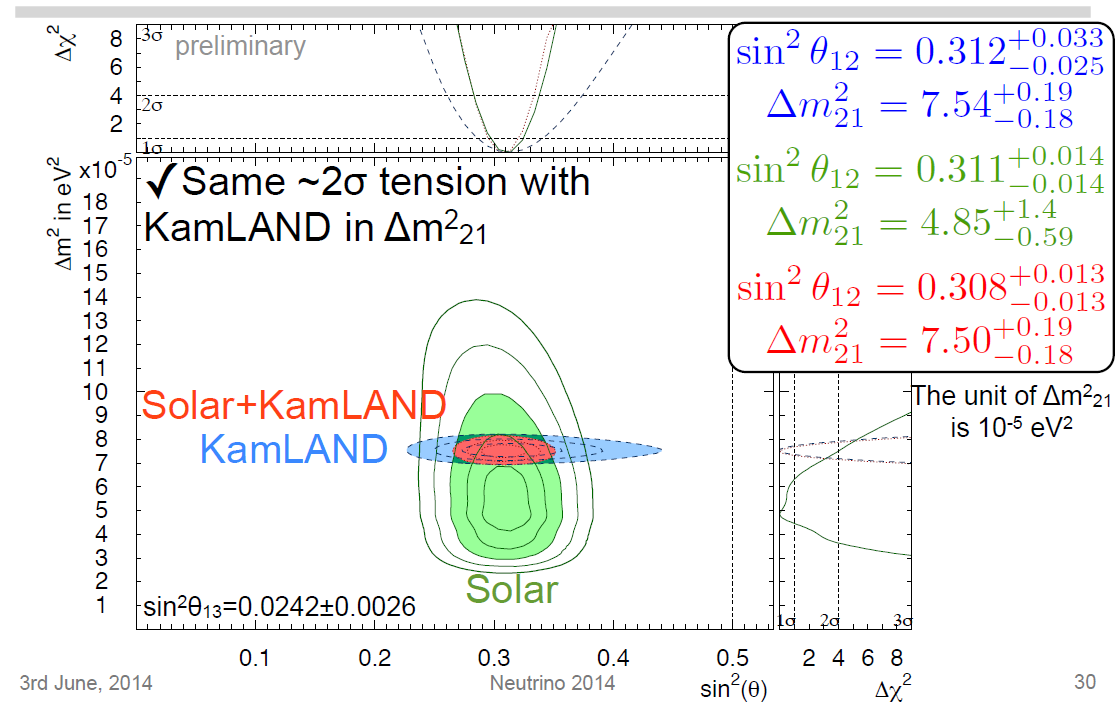 Δχ²
8
6
4
2
3σ
2σ
1σ
preliminary
sin² θ₁₂ = 0.312 +0.033 −0.025
Δm²₂₁ = 7.54 +0.19 −0.18
sin² θ₁₂ = 0.311 +0.014 −0.014
Δm²₂₁ = 4.85 +1.4 −0.59
sin² θ₁₂ = 0.308 +0.013 −0.013
Δm²₂₁ = 7.50 +0.19 −0.18
The unit of Δm²₂₁
is 10⁻⁵ eV²
Δm² in eV²
x10⁻⁵
✓Same ~2σ tension with
KamLAND in Δm²₂₁
18
17
16
15
14
13
12
11
10
9
8
7
6
5
4
3
2
1
Solar+KamLAND
KamLAND
Solar
sin²θ₁₃=0.0242±0.0026
1σ 2σ 3σ
0.1 0.2 0.3 0.4 0.5
sin²(θ)
2 4 6 8
Δχ²
3rd June, 2014
Neutrino 2014
30